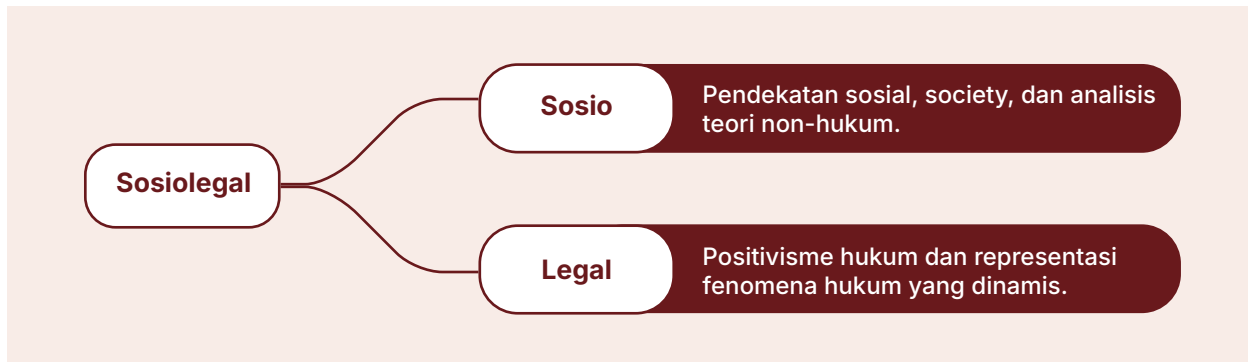 Sosiolegal
Sosio
Pendekatan sosial, society, dan analisis
teori non-hukum.
Legal
Positivisme hukum dan representasi
fenomena hukum yang dinamis.